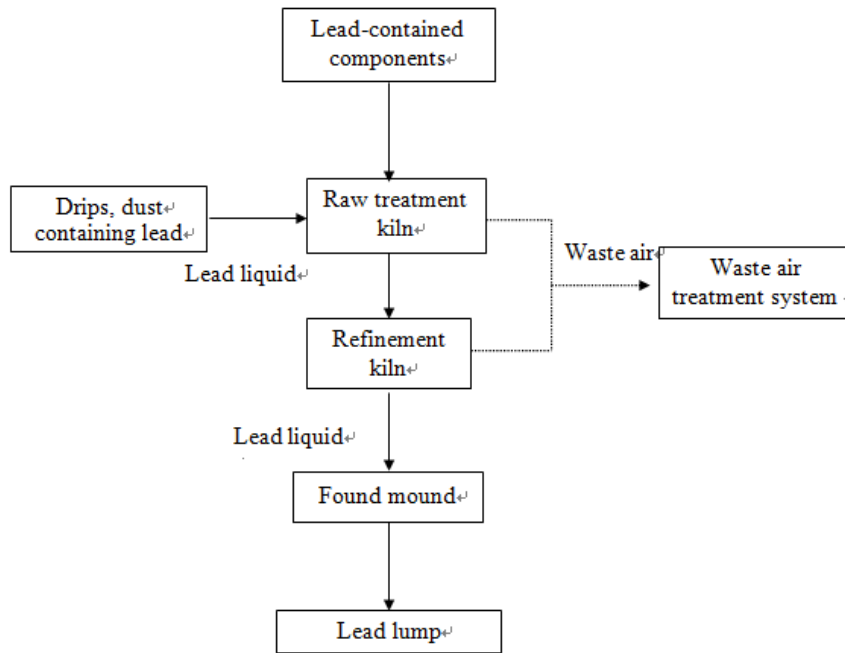 Lead-contained
components
Drips, dust
containing lead
Raw treatment
kiln
Lead liquid
Waste air
Waste air
treatment system
Refinement
kiln
Lead liquid
Found mound
Lead lump